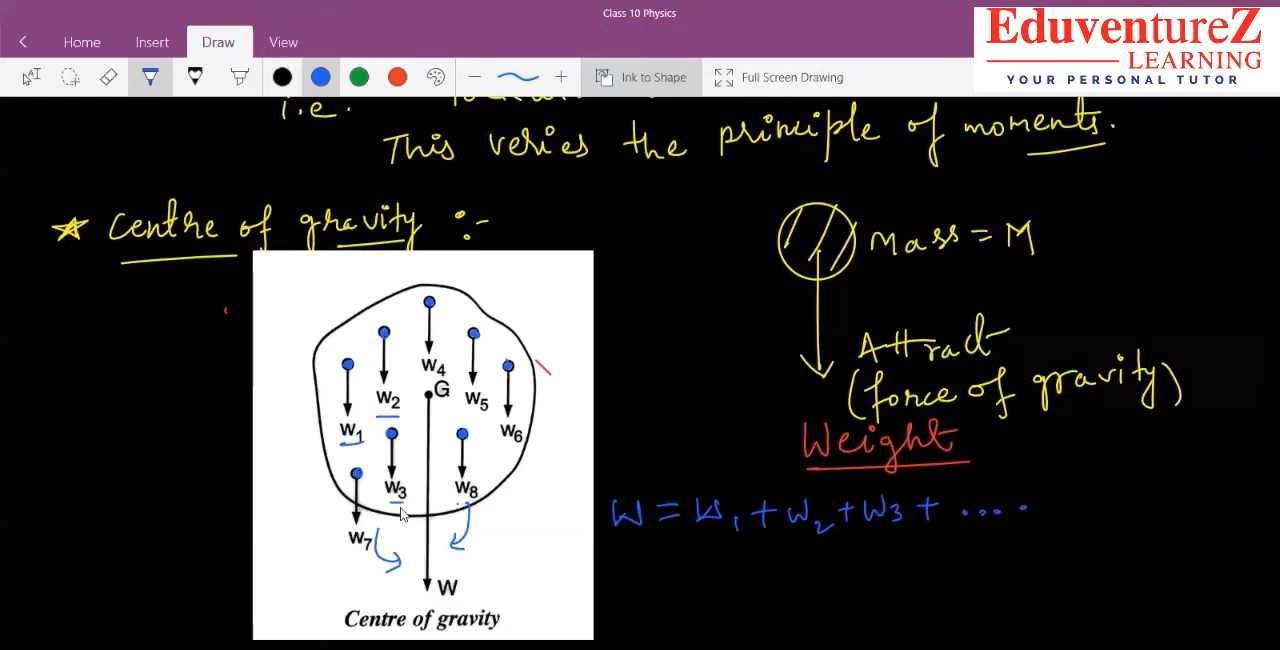 Class 10 Physics
EduventureZ
LEARNING
YOUR PERSONAL TUTOR
Home Insert Draw View
Ink to Shape Full Screen Drawing
i.e.
This veries the principle of moments.
★ Centre of gravity :-
Mass = M
Attract
(force of gravity)
Weight
W4
G
W2 W5
W1 W6
W3 W8
W7
W
Centre of gravity
W = W1 + W2 + W3 + ....